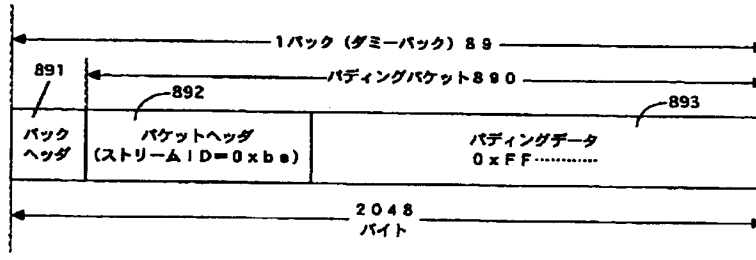 1パック（ダミーパック）89
パディングパケット890
891
892
893
パック
ヘッダ
パケットヘッダ
（ストリームID=0xbe）
パディングデータ
0xFF…………
2048
バイト